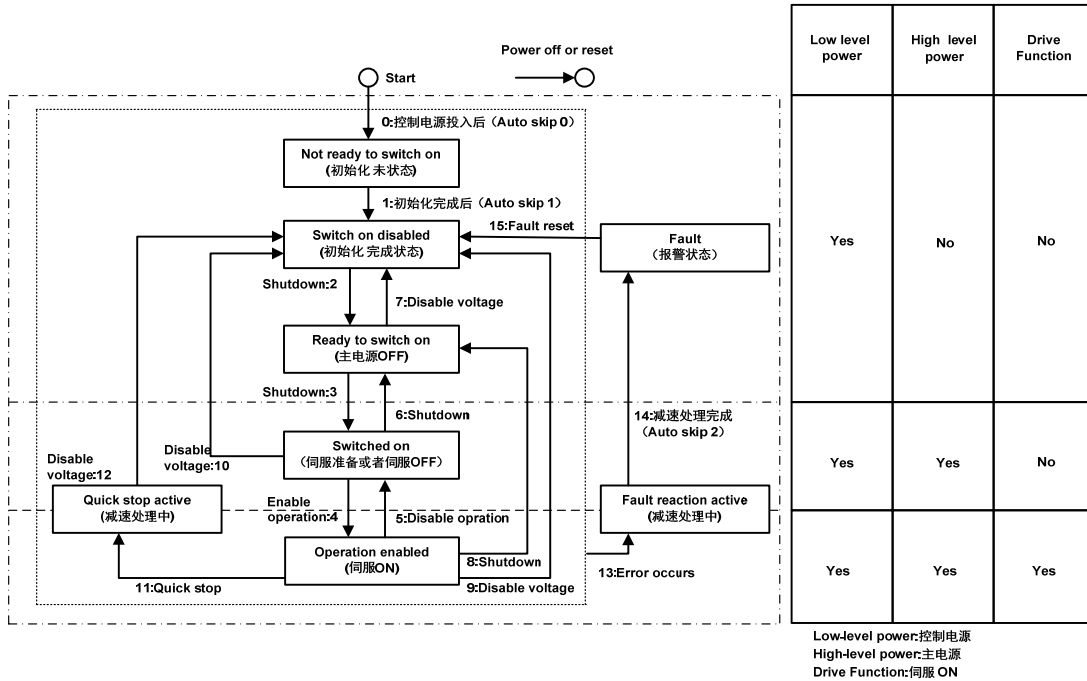 Power off or reset
Start
0:控制电源投入后（Auto skip 0）
Not ready to switch on
(初始化 未状态)
1:初始化完成后（Auto skip 1）
15:Fault reset
Switch on disabled
(初始化 完成状态)
Fault
（报警状态）
Shutdown:2
7:Disable voltage
Ready to switch on
(主电源OFF)
Shutdown:3
6:Shutdown
14:减速处理完成
（Auto skip 2）
Switched on
（伺服准备或者伺服OFF）
Disable
voltage:10
Disable
voltage:12
Quick stop active
(减速处理中)
Fault reaction active
(减速处理中)
Enable
operation:4
5:Disable opration
Operation enabled
(伺服ON)
8:Shutdown
9:Disable voltage
11:Quick stop
13:Error occurs
Low level
power
High level
power
Drive
Function
Yes
No
No
Yes
Yes
No
Yes
Yes
Yes
Low-level power:控制电源
High-level power:主电源
Drive Function:伺服 ON